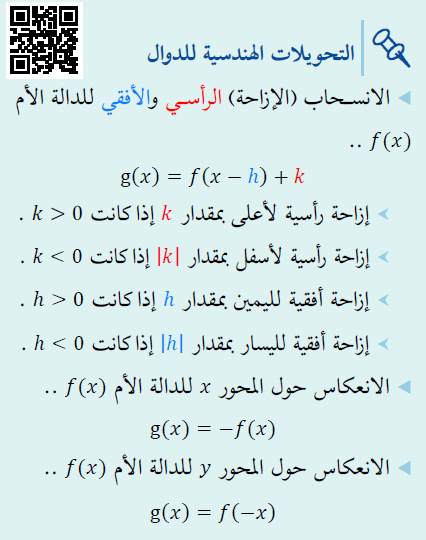 التحويلات الهندسية للدوال
الانسحاب (الإزاحة) الرأسي والأفقي للدالة الأم
f(x) ..
g(x) = f(x − h) + k
إزاحة رأسية لأعلى بمقدار k إذا كانت k > 0 .
إزاحة رأسية لأسفل بمقدار |k| إذا كانت k < 0 .
إزاحة أفقية لليمين بمقدار h إذا كانت h > 0 .
إزاحة أفقية لليسار بمقدار |h| إذا كانت h < 0 .
الانعكاس حول المحور x للدالة الأم f(x) ..
g(x) = −f(x)
الانعكاس حول المحور y للدالة الأم f(x) ..
g(x) = f(−x)